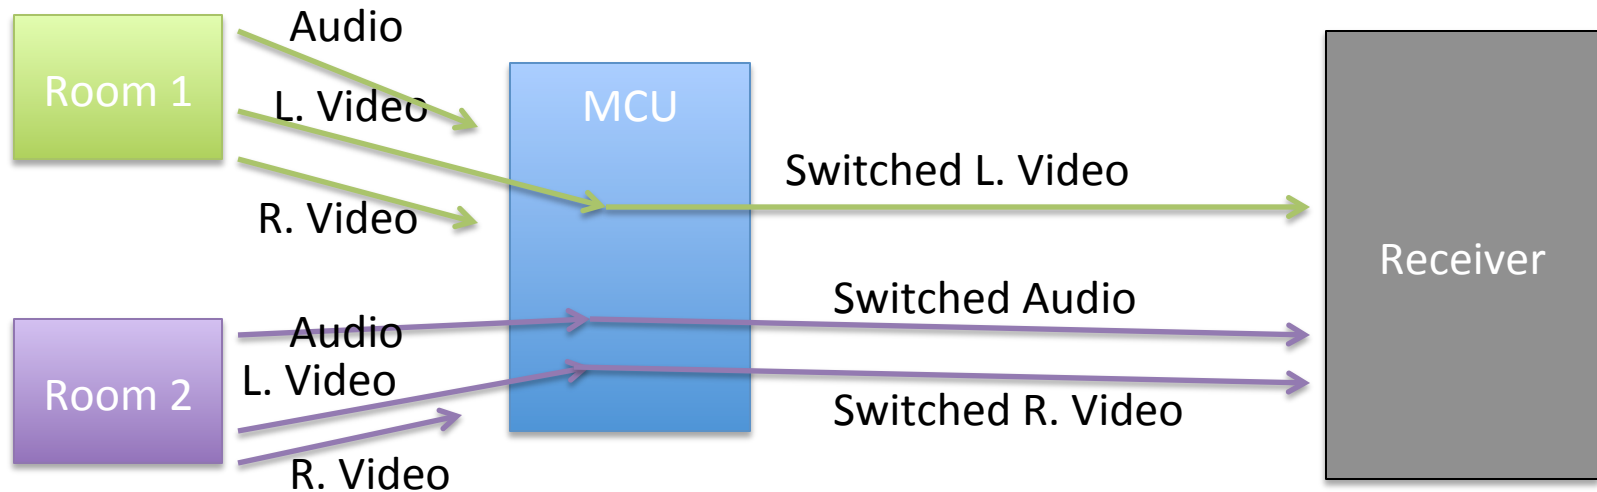 Audio
Room 1
L. Video
MCU
Switched L. Video
R. Video
Receiver
Switched Audio
Audio
L. Video
Room 2
Switched R. Video
R. Video